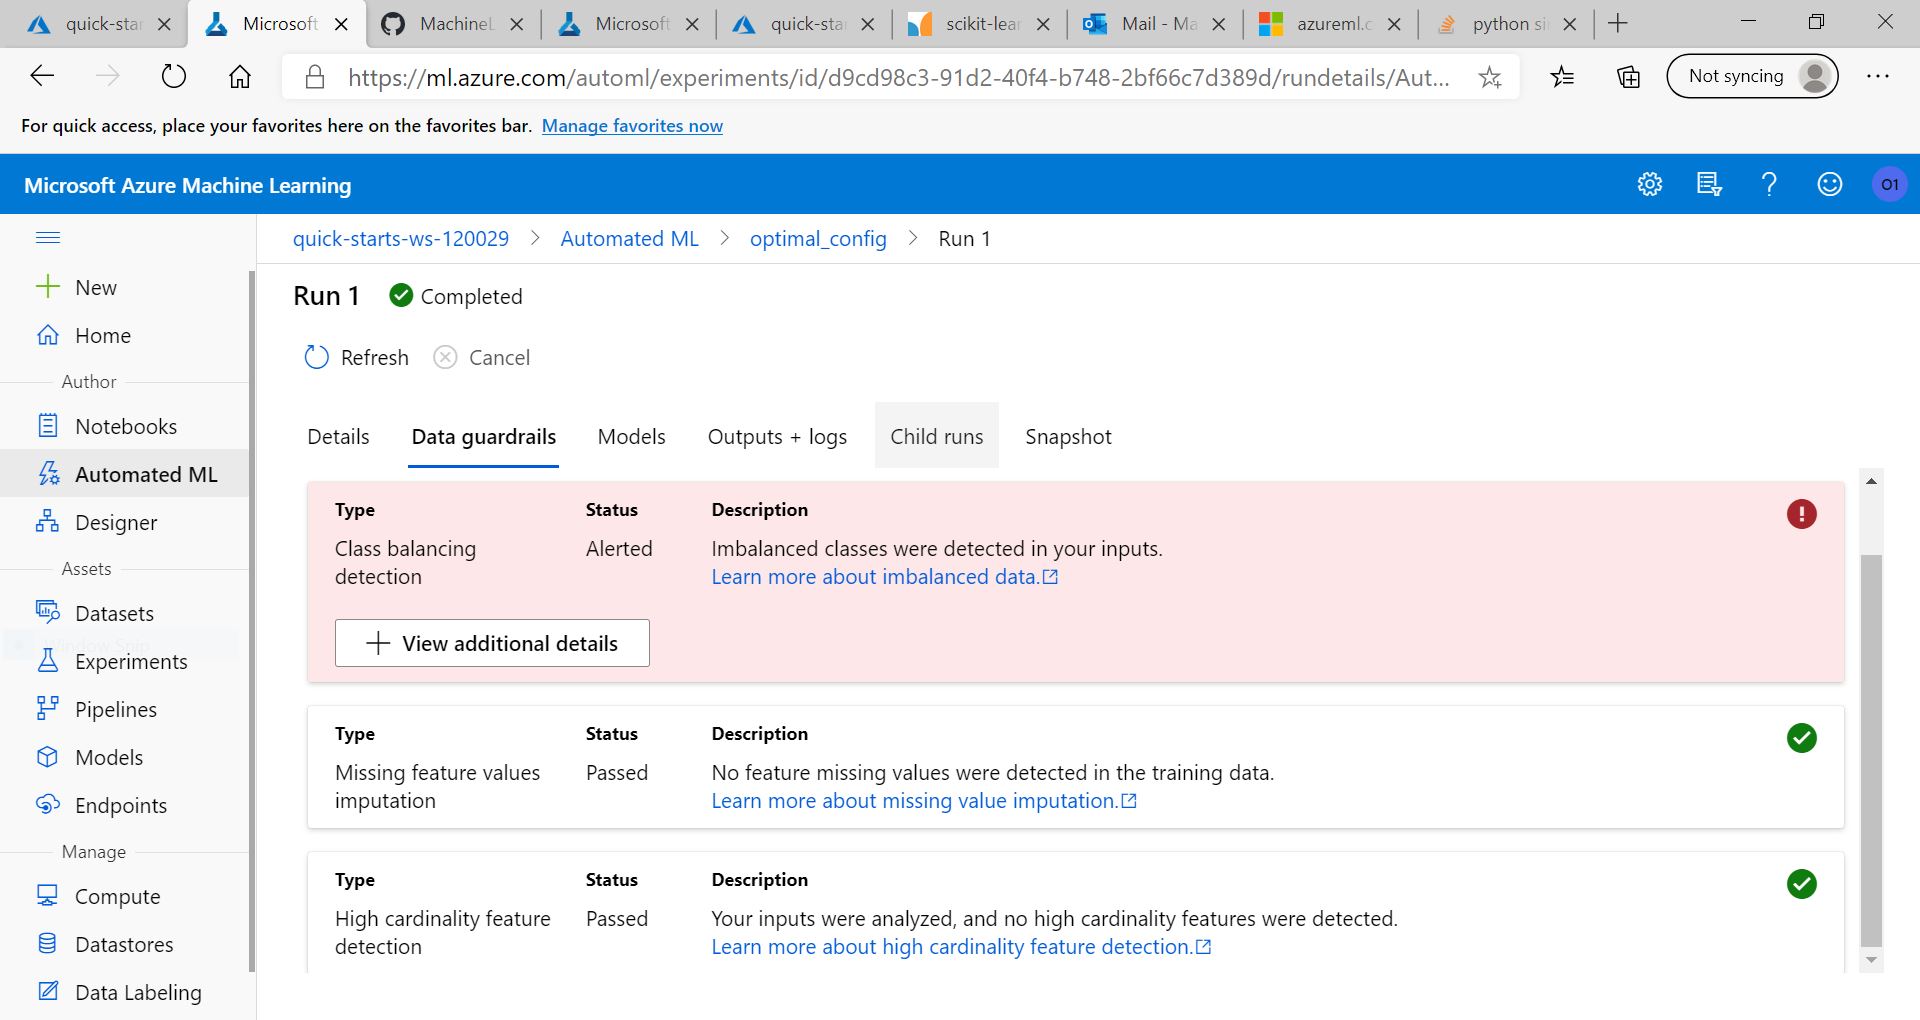 quick-sta
Microsoft
MachineL
Microsoft
quick-sta
scikit-lear
Mail - Ma
azureml.c
python si
https://ml.azure.com/automl/experiments/id/d9cd98c3-91d2-40f4-b748-2bf66c7d389d/rundetails/Aut...
Not syncing
For quick access, place your favorites here on the favorites bar. Manage favorites now
Microsoft Azure Machine Learning
O1
quick-starts-ws-120029 > Automated ML > optimal_config > Run 1
New
Home
Author
Notebooks
Automated ML
Designer
Assets
Datasets
Window Snip
Experiments
Pipelines
Models
Endpoints
Manage
Compute
Datastores
Data Labeling
Run 1 Completed
Refresh Cancel
Details Data guardrails Models Outputs + logs Child runs Snapshot
Type Status Description
Class balancing Alerted Imbalanced classes were detected in your inputs.
detection Learn more about imbalanced data.
View additional details
Type Status Description
Missing feature values Passed No feature missing values were detected in the training data.
imputation Learn more about missing value imputation.
Type Status Description
High cardinality feature Passed Your inputs were analyzed, and no high cardinality features were detected.
detection Learn more about high cardinality feature detection.